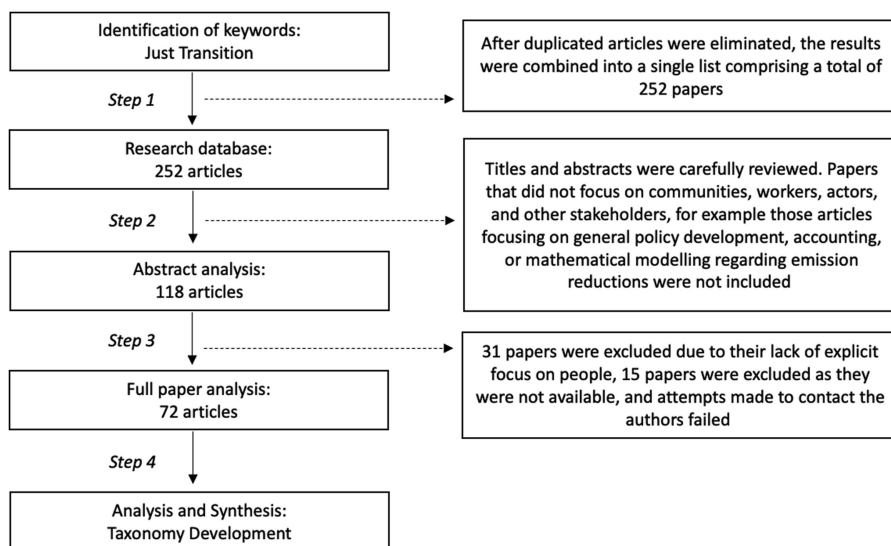 Identification of keywords:
Just Transition
After duplicated articles were eliminated, the results
were combined into a single list comprising a total of
252 papers
Step 1
Research database:
252 articles
Titles and abstracts were carefully reviewed. Papers
that did not focus on communities, workers, actors,
and other stakeholders, for example those articles
focusing on general policy development, accounting,
or mathematical modelling regarding emission
reductions were not included
Step 2
Abstract analysis:
118 articles
Step 3
31 papers were excluded due to their lack of explicit
focus on people, 15 papers were excluded as they
were not available, and attempts made to contact the
authors failed
Full paper analysis:
72 articles
Step 4
Analysis and Synthesis:
Taxonomy Development